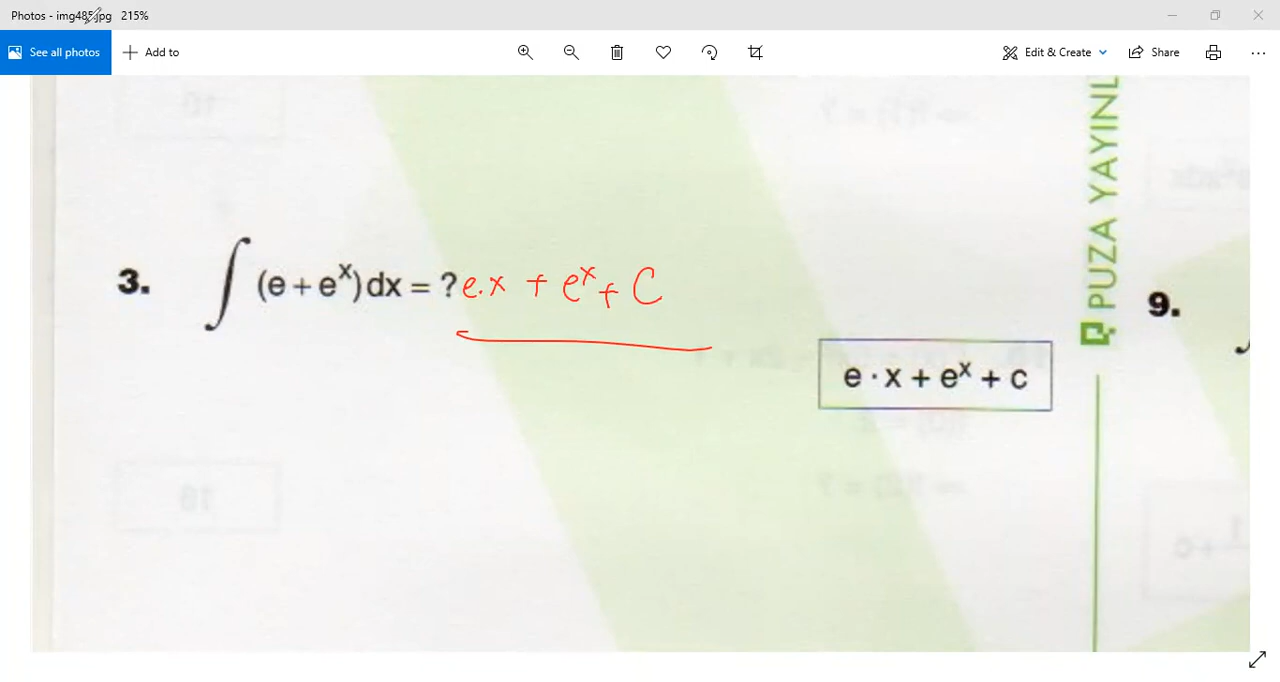 Photos - img485.jpg 215%
See all photos
Add to
Edit & Create
Share
3. ∫ (e + eˣ) dx = ? e.x + eˣ + C
e · x + eˣ + c
PUZA YAYINL
9.